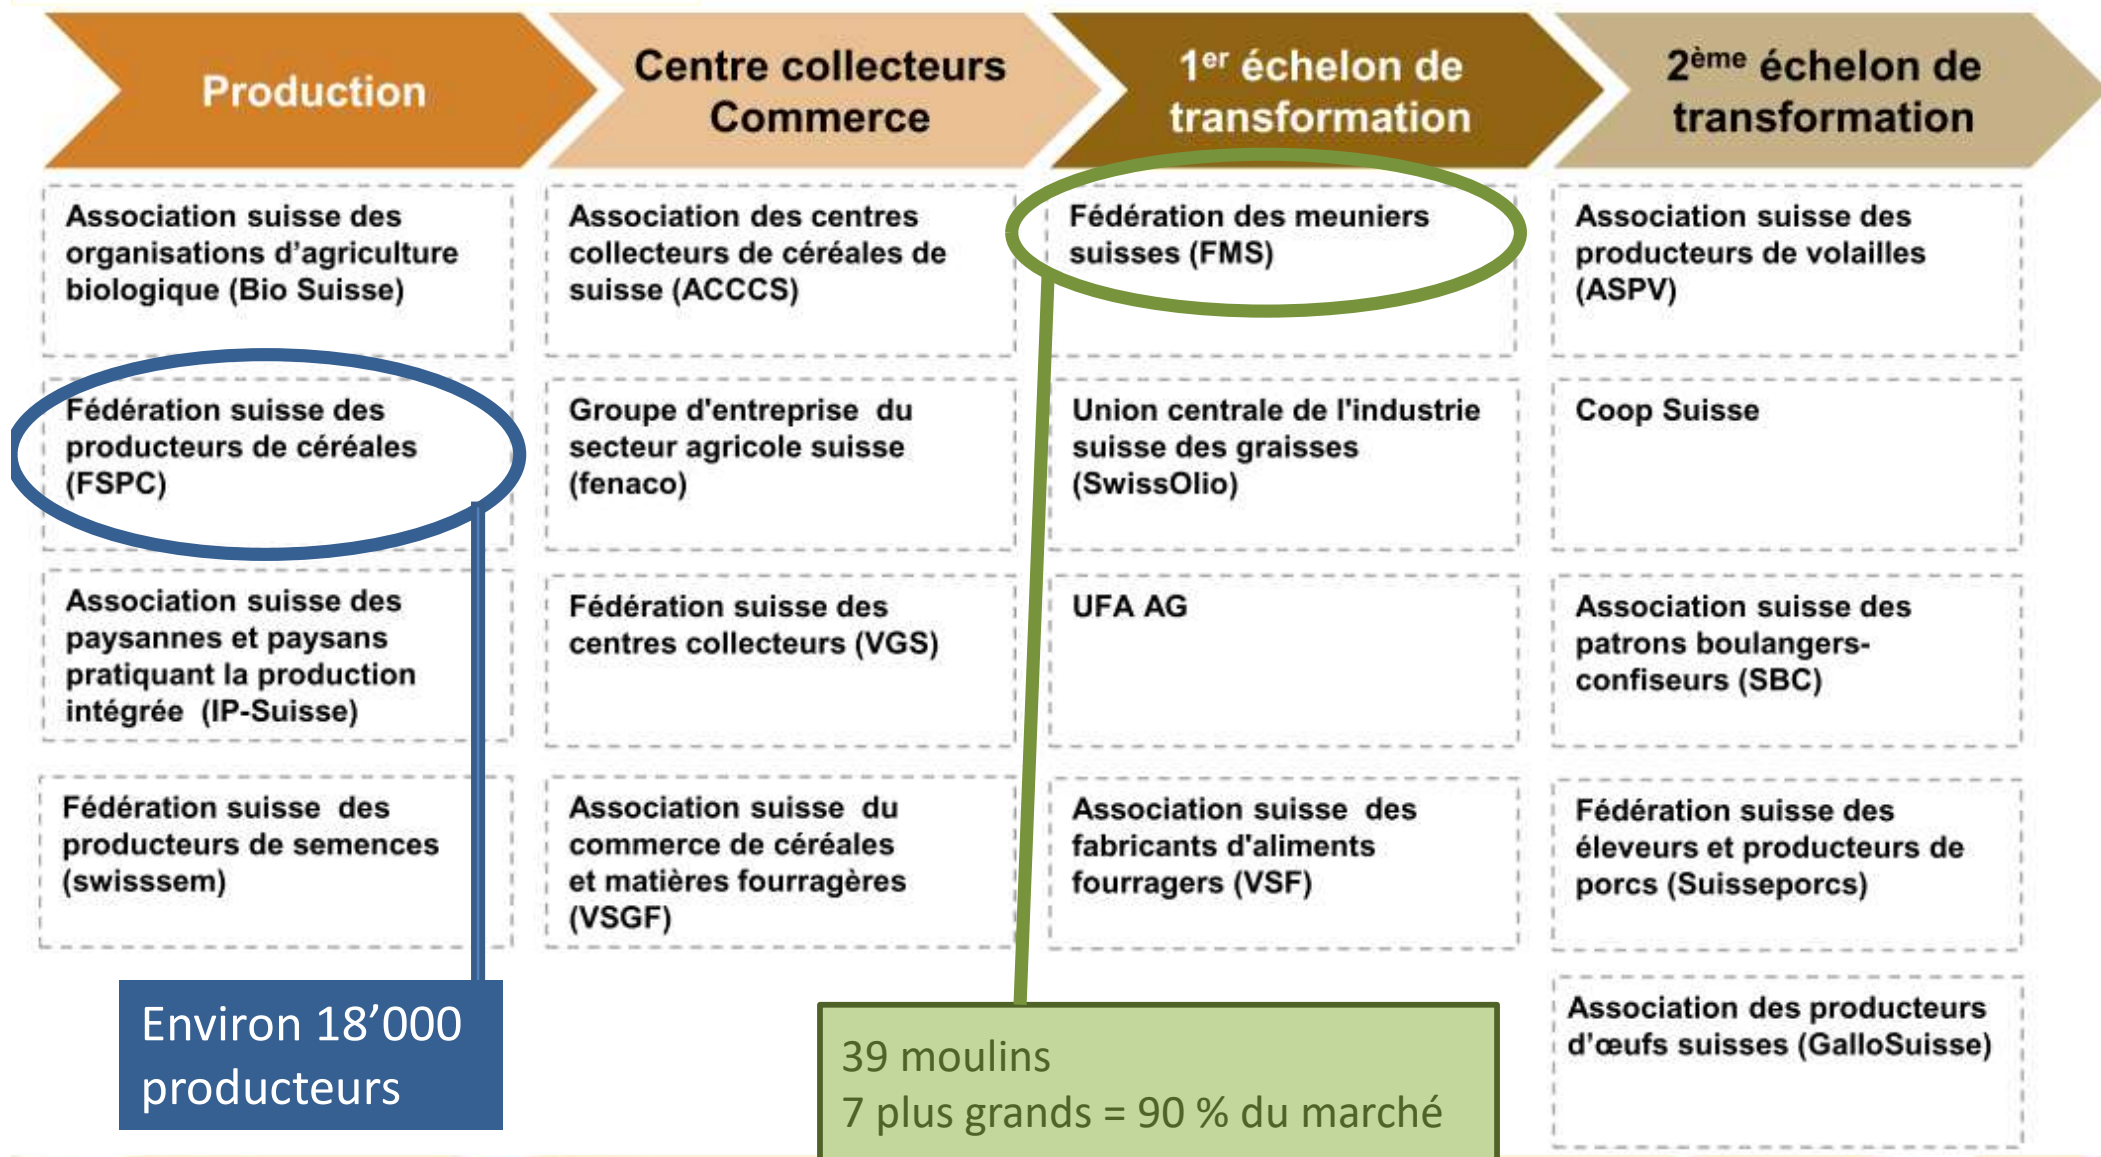 Production
Centre collecteurs
Commerce
1er échelon de
transformation
2ème échelon de
transformation
Association suisse des
organisations d'agriculture
biologique (Bio Suisse)
Fédération suisse des
producteurs de céréales
(FSPC)
Association suisse des
paysannes et paysans
pratiquant la production
intégrée (IP-Suisse)
Fédération suisse des
producteurs de semences
(swisssem)
Environ 18’000
producteurs
Association des centres
collecteurs de céréales de
suisse (ACCCS)
Groupe d'entreprise du
secteur agricole suisse
(fenaco)
Fédération suisse des
centres collecteurs (VGS)
Association suisse du
commerce de céréales
et matières fourragères
(VSGF)
Fédération des meuniers
suisses (FMS)
Union centrale de l'industrie
suisse des graisses
(SwissOlio)
UFA AG
Association suisse des
fabricants d'aliments
fourragers (VSF)
39 moulins
7 plus grands = 90 % du marché
Association suisse des
producteurs de volailles
(ASPV)
Coop Suisse
Association suisse des
patrons boulangers-
confiseurs (SBC)
Fédération suisse des
éleveurs et producteurs de
porcs (Suisseporcs)
Association des producteurs
d'œufs suisses (GalloSuisse)